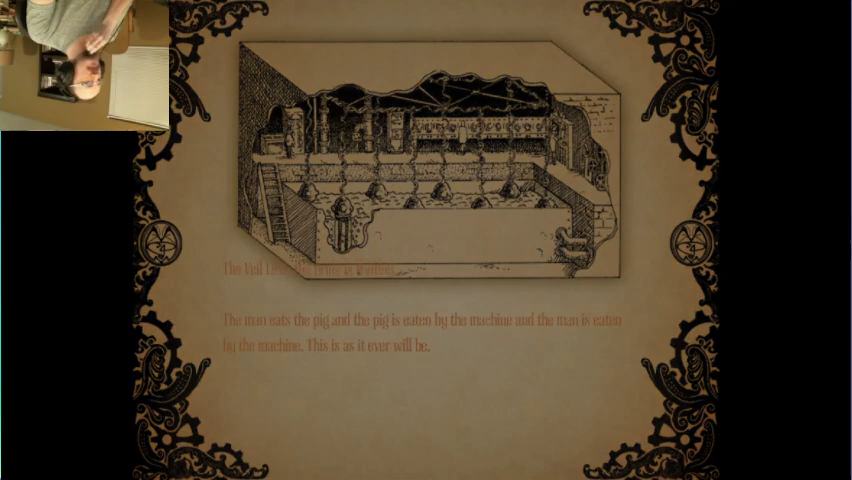 The
The man eats the pig and the pig is eaten by the machine and the man is eaten
by the machine. This is as it ever will be.